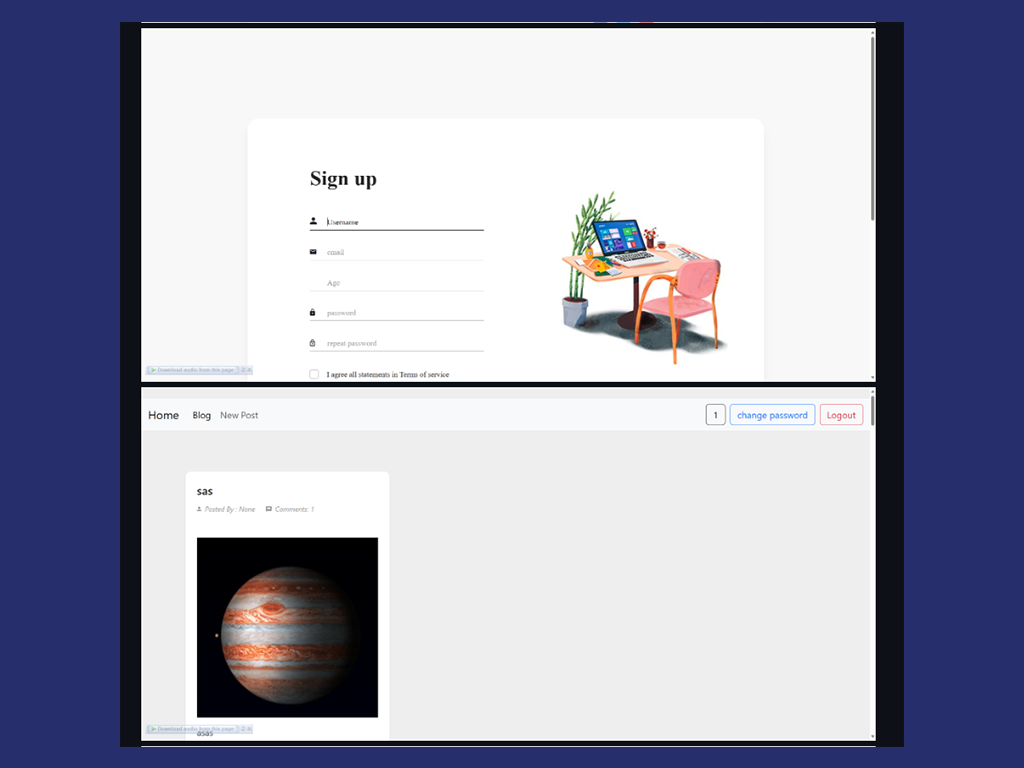 Sign up
Username
email
Age
password
repeat password
I agree all statements in Terms of service
Download audio from this page
Home Blog New Post 1 change password Logout
sas
Posted By : None Comments: 1
Download audio from this page
asas